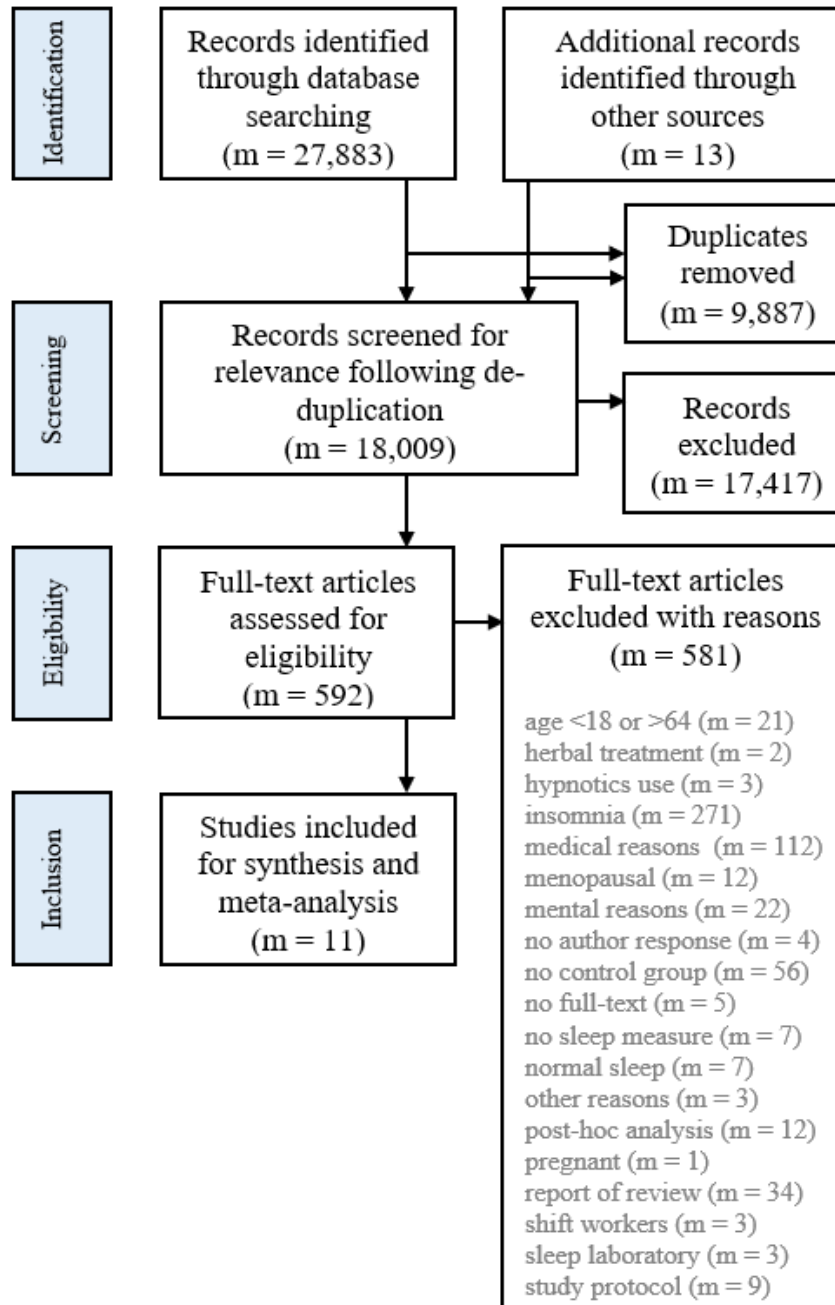 Identification
Records identified
through database
searching
(m = 27,883)
Additional records
identified through
other sources
(m = 13)
Duplicates
removed
(m = 9,887)
Screening
Records screened for
relevance following de-
duplication
(m = 18,009)
Records
excluded
(m = 17,417)
Eligibility
Full-text articles
assessed for
eligibility
(m = 592)
Full-text articles
excluded with reasons
(m = 581)
age <18 or >64 (m = 21)
herbal treatment (m = 2)
hypnotics use (m = 3)
insomnia (m = 271)
medical reasons (m = 112)
menopausal (m = 12)
mental reasons (m = 22)
no author response (m = 4)
no control group (m = 56)
no full-text (m = 5)
no sleep measure (m = 7)
normal sleep (m = 7)
other reasons (m = 3)
post-hoc analysis (m = 12)
pregnant (m = 1)
report of review (m = 34)
shift workers (m = 3)
sleep laboratory (m = 3)
study protocol (m = 9)
Inclusion
Studies included
for synthesis and
meta-analysis
(m = 11)